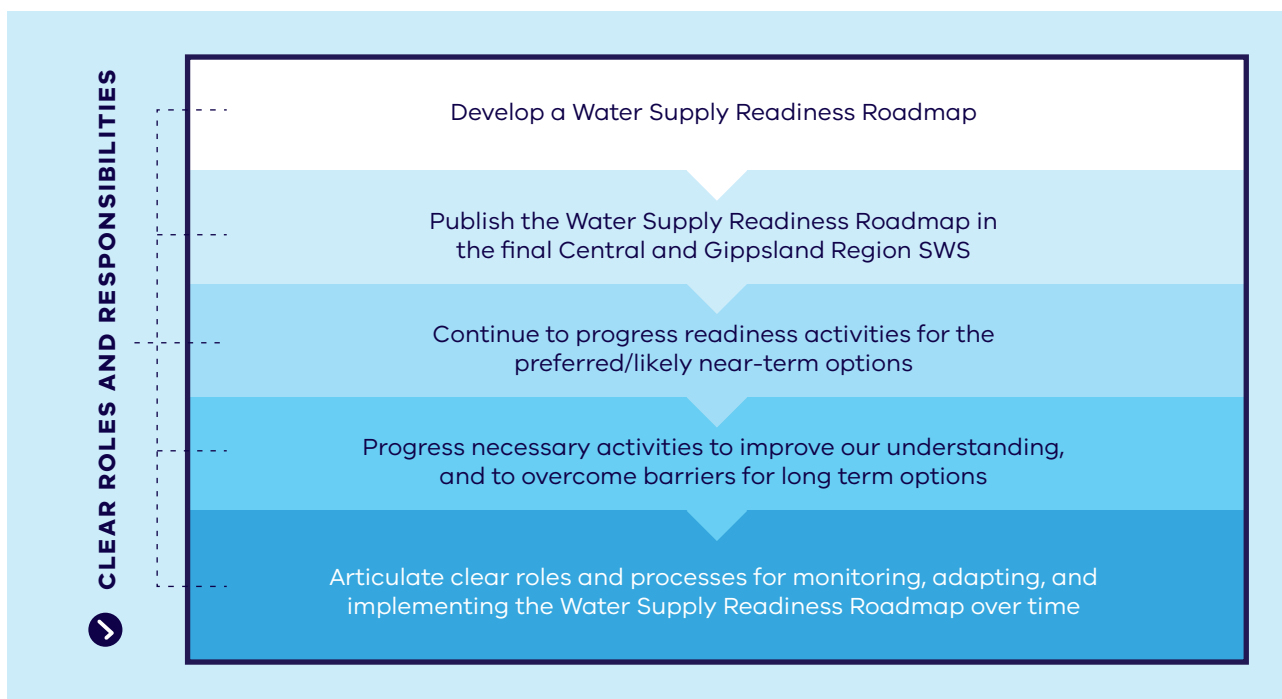 CLEAR ROLES AND RESPONSIBILITIES
Develop a Water Supply Readiness Roadmap
Publish the Water Supply Readiness Roadmap in
the final Central and Gippsland Region SWS
Continue to progress readiness activities for the
preferred/likely near-term options
Progress necessary activities to improve our understanding,
and to overcome barriers for long term options
Articulate clear roles and processes for monitoring, adapting, and
implementing the Water Supply Readiness Roadmap over time